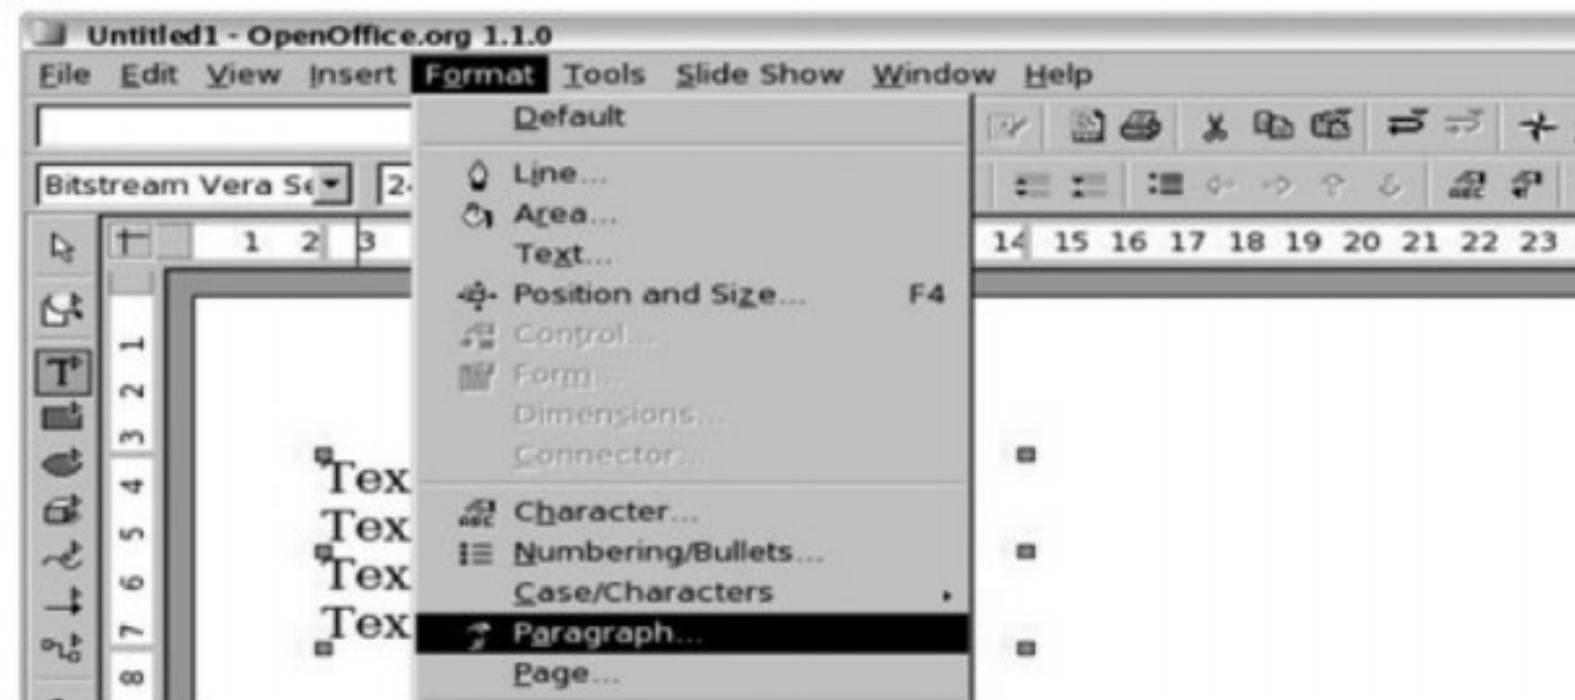 Untitled1 - OpenOffice.org 1.1.0
File Edit View Insert Format Tools Slide Show Window Help
Default
Bitstream Vera Se 2
Line...
Area...
1 2 3 14 15 16 17 18 19 20 21 22 23
Text...
Position and Size... F4
Control...
Form...
Dimensions...
Connector...
Character...
Numbering/Bullets...
Case/Characters
Paragraph...
Page...
T
1
2
3
4
5
6
7
8
Tex
Tex
Tex
Tex